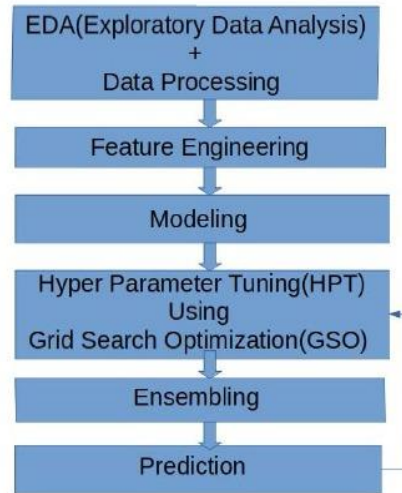 EDA(Exploratory Data Analysis)
+
Data Processing
Feature Engineering
Modeling
Hyper Parameter Tuning(HPT)
Using
Grid Search Optimization(GSO)
Ensembling
Prediction